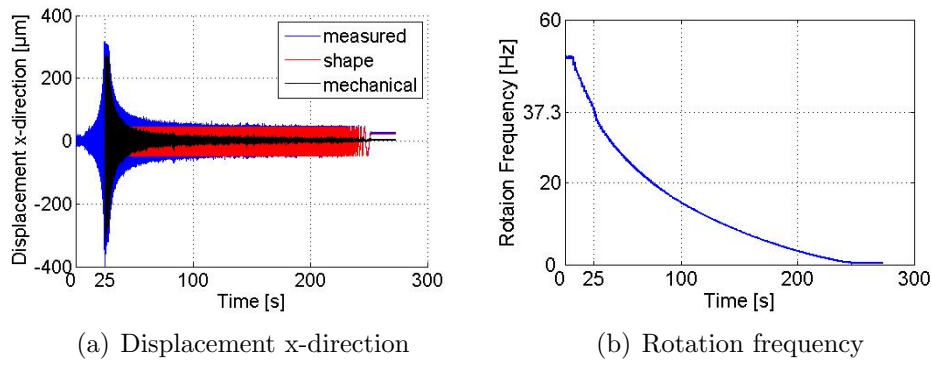 400
200
0
-200
-400
Displacement x-direction [µm]
measured
shape
mechanical
0 25 100 200 300
Time [s]
(a) Displacement x-direction
60
37.3
20
0
Rotaion Frequency [Hz]
0 25 100 200 300
Time [s]
(b) Rotation frequency